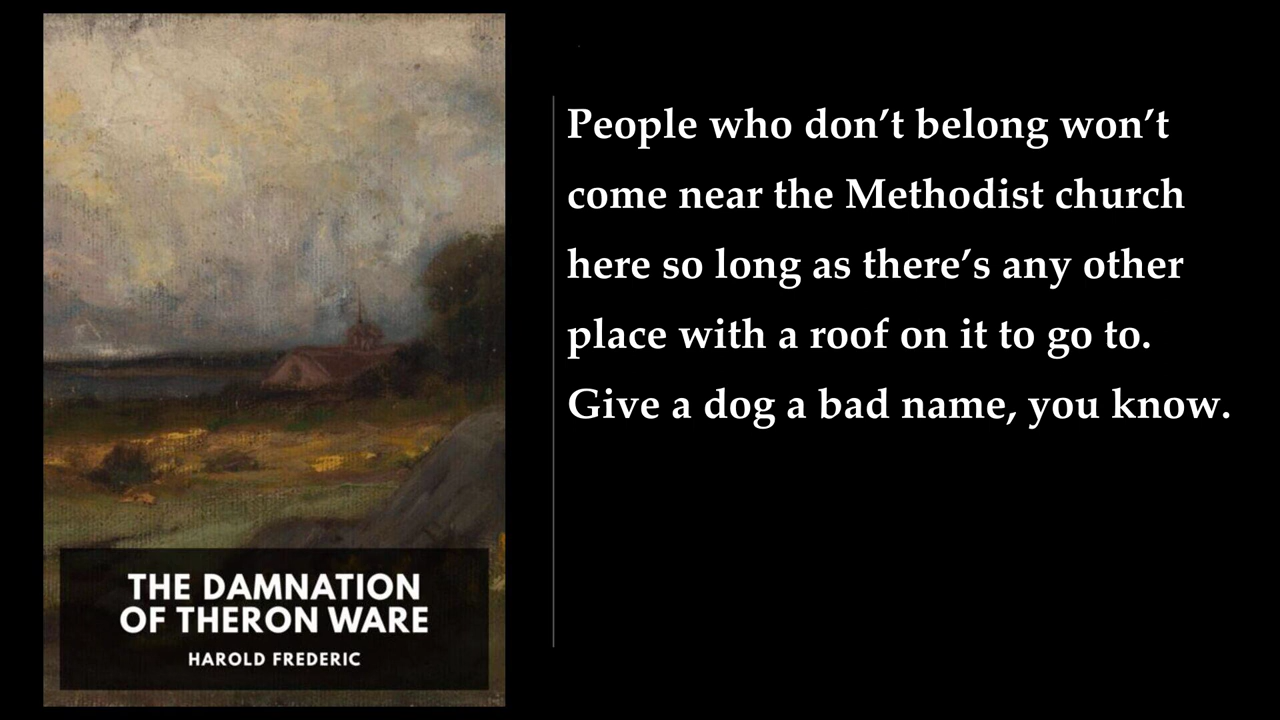 People who don’t belong won’t
come near the Methodist church
here so long as there’s any other
place with a roof on it to go to.
Give a dog a bad name, you know.
THE DAMNATION
OF THERON WARE
HAROLD FREDERIC